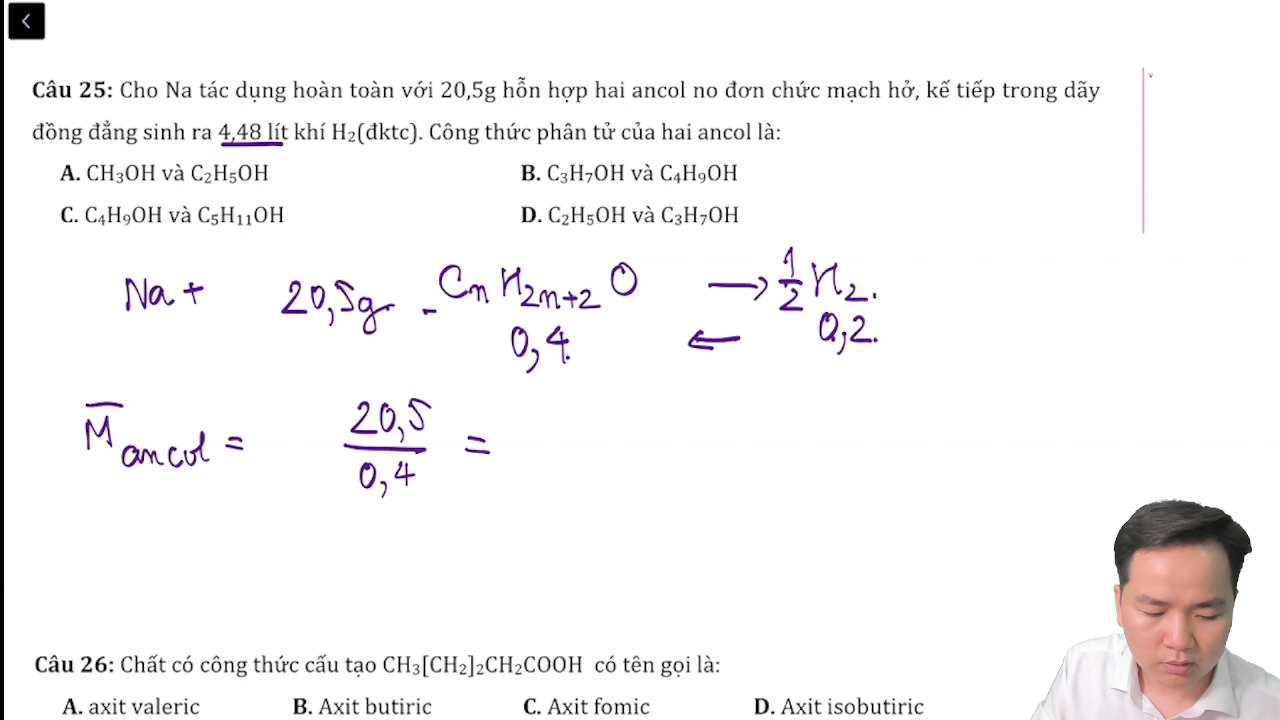 Câu 25: Cho Na tác dụng hoàn toàn với 20,5g hỗn hợp hai ancol no đơn chức mạch hở, kế tiếp trong dãy
đồng đẳng sinh ra 4,48 lít khí H₂(đktc). Công thức phân tử của hai ancol là:
A. CH₃OH và C₂H₅OH B. C₃H₇OH và C₄H₉OH
C. C₄H₉OH và C₅H₁₁OH D. C₂H₅OH và C₃H₇OH
Na + 20,5g CnH2n+2O → 1/2 H₂.
0,4 ← 0,2.
M̅ ancol = 20,5/0,4 =
Câu 26: Chất có công thức cấu tạo CH₃[CH₂]₂CH₂COOH có tên gọi là:
A. axit valeric B. Axit butiric C. Axit fomic D. Axit isobutiric